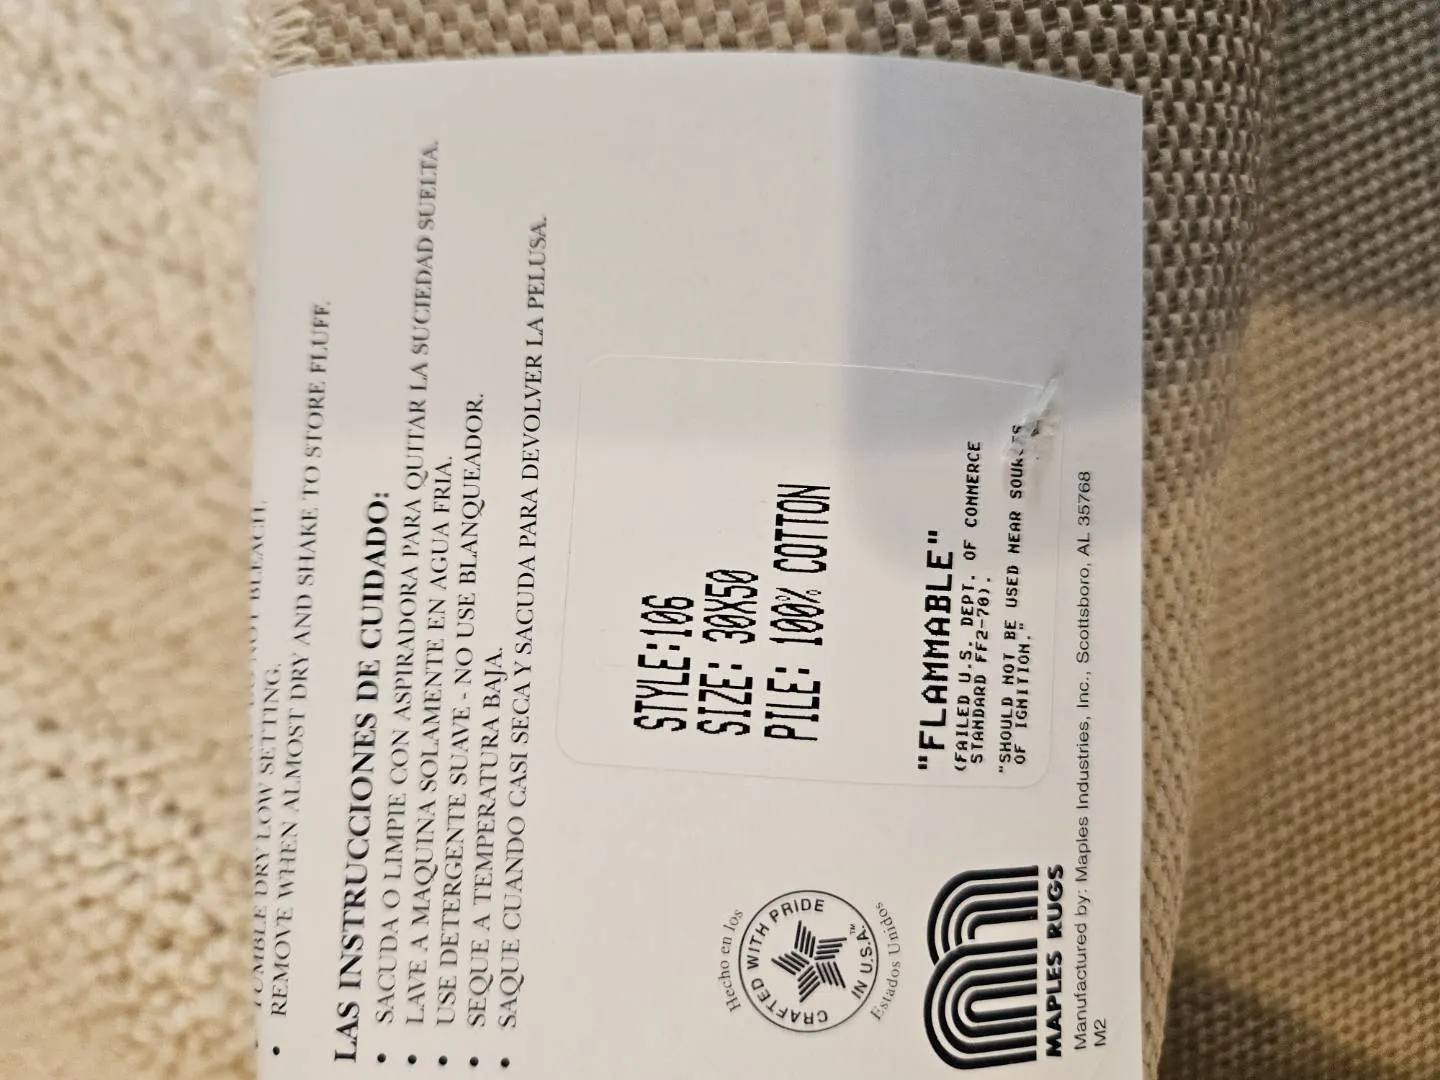 NOT BLEACH.
TUMBLE DRY LOW SETTING.
• REMOVE WHEN ALMOST DRY AND SHAKE TO STORE FLUFF.
LAS INSTRUCCIONES DE CUIDADO:
• SACUDA O LIMPIE CON ASPIRADORA PARA QUITAR LA SUCIEDAD SUELTA.
• LAVE A MAQUINA SOLAMENTE EN AGUA FRIA.
• USE DETERGENTE SUAVE - NO USE BLANQUEADOR.
• SEQUE A TEMPERATURA BAJA.
• SAQUE CUANDO CASI SECA Y SACUDA PARA DEVOLVER LA PELUSA.
STYLE:106
SIZE: 30X50
PILE: 100% COTTON
"FLAMMABLE"
(FAILED U.S. DEPT. OF COMMERCE
STANDARD FF2-70).
"SHOULD NOT BE USED NEAR SOURCES
OF IGNITION."
Hecho en los
CRAFTED WITH PRIDE
IN U.S.A.™
Estados Unidos
MAPLES RUGS
Manufactured by: Maples Industries, Inc., Scottsboro, AL 35768
M2